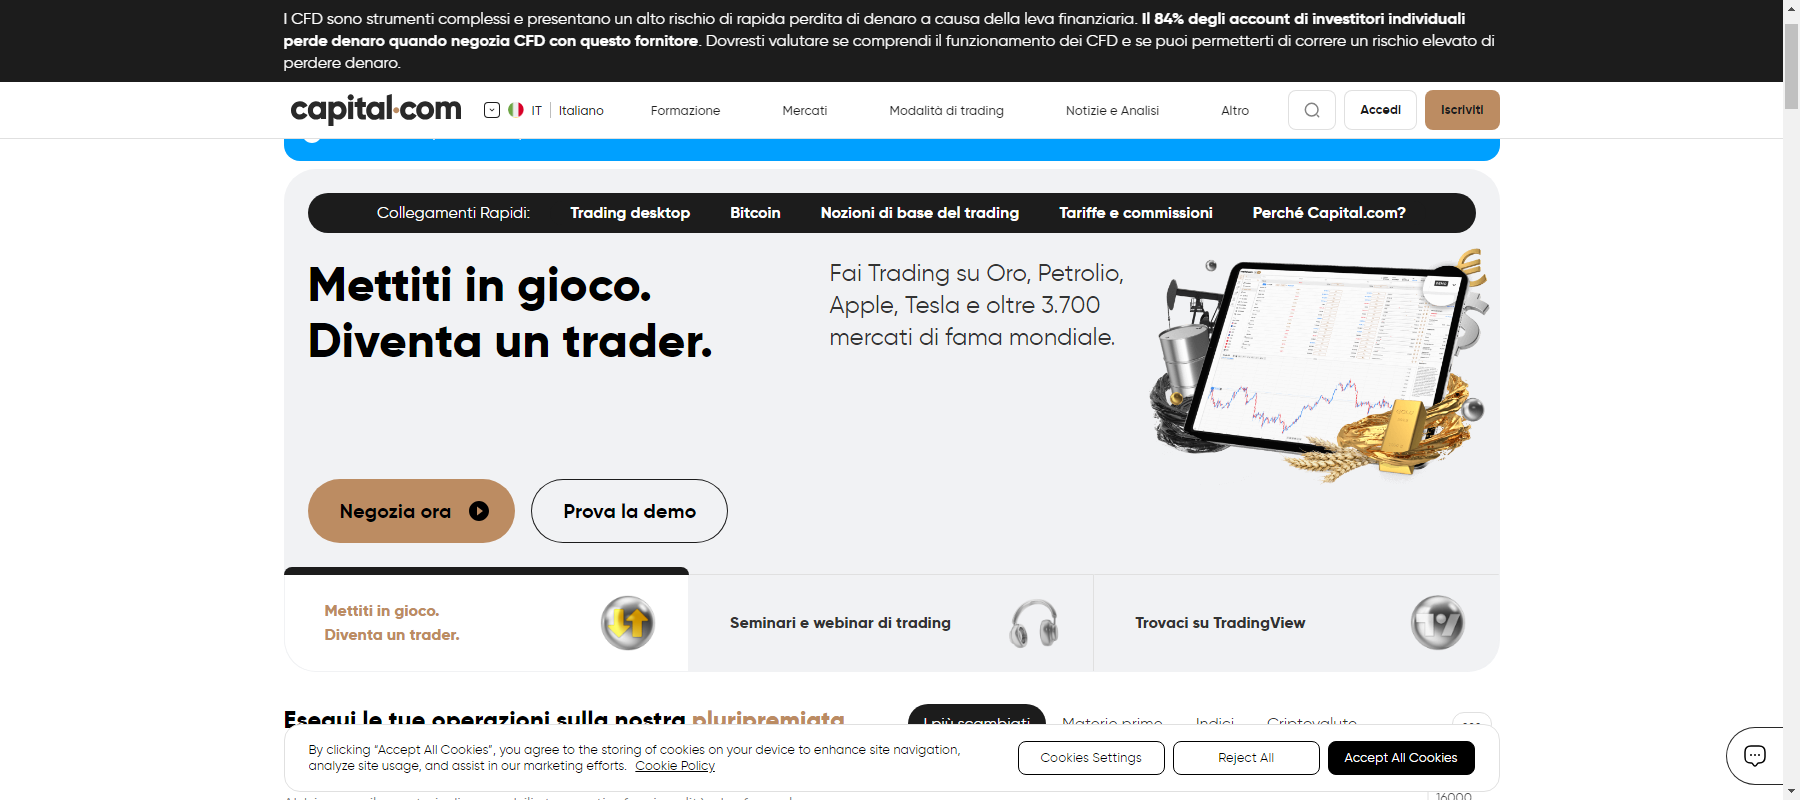 I CFD sono strumenti complessi e presentano un alto rischio di rapida perdita di denaro a causa della leva finanziaria. Il 84% degli account di investitori individuali
perde denaro quando negozia CFD con questo fornitore. Dovresti valutare se comprendi il funzionamento dei CFD e se puoi permetterti di correre un rischio elevato di
perdere denaro.
capital.com
IT
Italiano
Formazione
Mercati
Modalità di trading
Notizie e Analisi
Altro
Accedi
Iscriviti
Collegamenti Rapidi:
Trading desktop
Bitcoin
Nozioni di base del trading
Tariffe e commissioni
Perché Capital.com?
Mettiti in gioco.
Diventa un trader.
Fai Trading su Oro, Petrolio,
Apple, Tesla e oltre 3.700
mercati di fama mondiale.
Negozia ora
Prova la demo
Mettiti in gioco.
Diventa un trader.
Seminari e webinar di trading
Trovaci su TradingView
Esegui le tue operazioni sulla nostra pluripremiata
I più scambiati
Materie prime
Indici
Criptovalute
By clicking “Accept All Cookies”, you agree to the storing of cookies on your device to enhance site navigation,
analyze site usage, and assist in our marketing efforts. Cookie Policy
Cookies Settings
Reject All
Accept All Cookies
16000